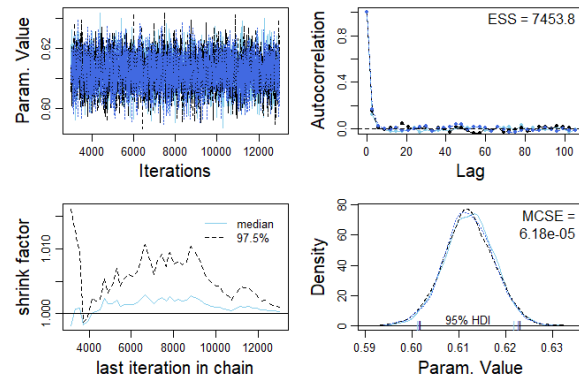 Param. Value
0.62
0.60
4000 6000 8000 10000 12000
Iterations
ESS = 7453.8
Autocorrelation
0.8
0.4
0.0
0 20 40 60 80 100
Lag
shrink factor
1.010
1.000
median
97.5%
4000 6000 8000 10000 12000
last iteration in chain
MCSE =
6.18e-05
Density
80
60
40
20
0
95% HDI
0.59 0.60 0.61 0.62 0.63
Param. Value